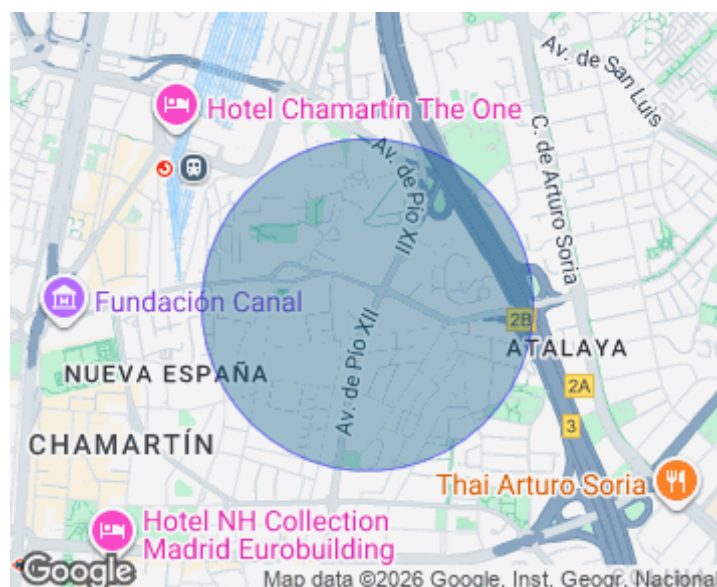 Av. de San Luis
Hotel Chamartín The One
C. de Arturo Soria
Av. de Pío XII
Fundación Canal
2B
ATALAYA
NUEVA ESPAÑA
Av. de Pío XII
2A
3
CHAMARTÍN
Thai Arturo Soria
Hotel NH Collection
Madrid Eurobuilding
Google
Map data ©2026 Google, Inst. Geogr. Nacional